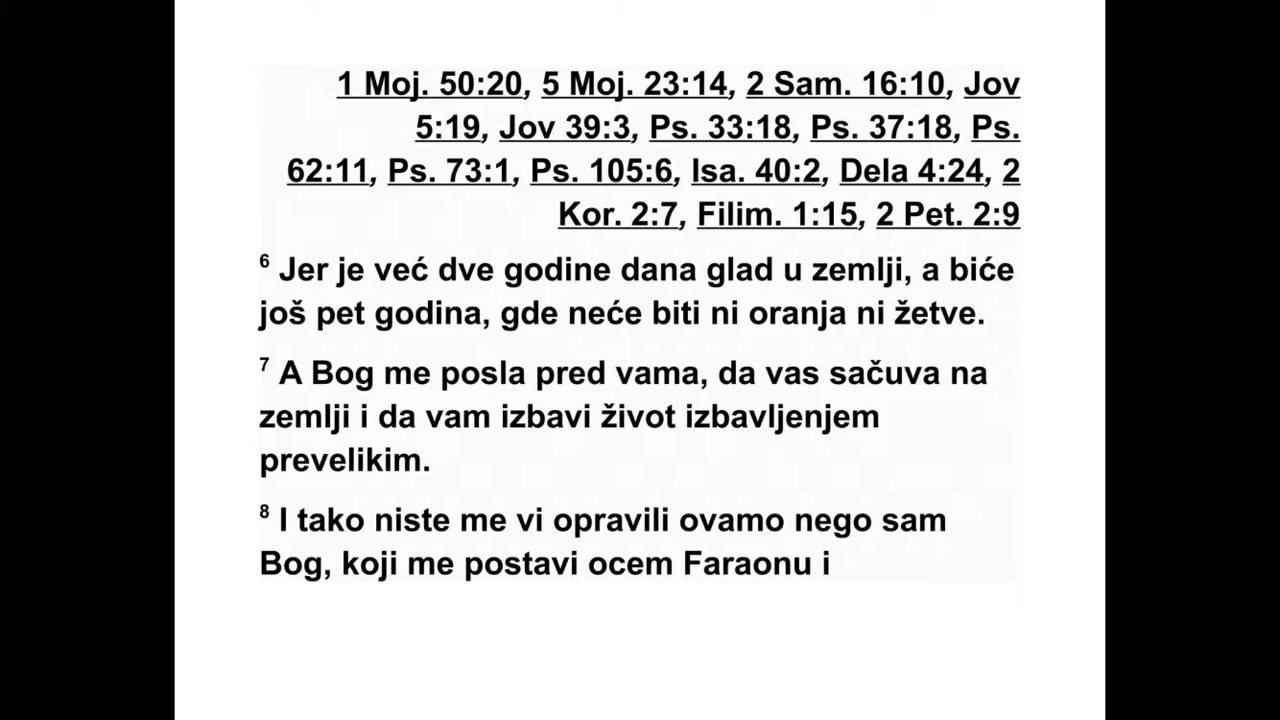 1 Moj. 50:20, 5 Moj. 23:14, 2 Sam. 16:10, Jov
5:19, Jov 39:3, Ps. 33:18, Ps. 37:18, Ps.
62:11, Ps. 73:1, Ps. 105:6, Isa. 40:2, Dela 4:24, 2
Kor. 2:7, Filim. 1:15, 2 Pet. 2:9
6 Jer je već dve godine dana glad u zemlji, a biće
još pet godina, gde neće biti ni oranja ni žetve.
7 A Bog me posla pred vama, da vas sačuva na
zemlji i da vam izbavi život izbavljenjem
prevelikim.
8 I tako niste me vi opravili ovamo nego sam
Bog, koji me postavi ocem Faraonu i